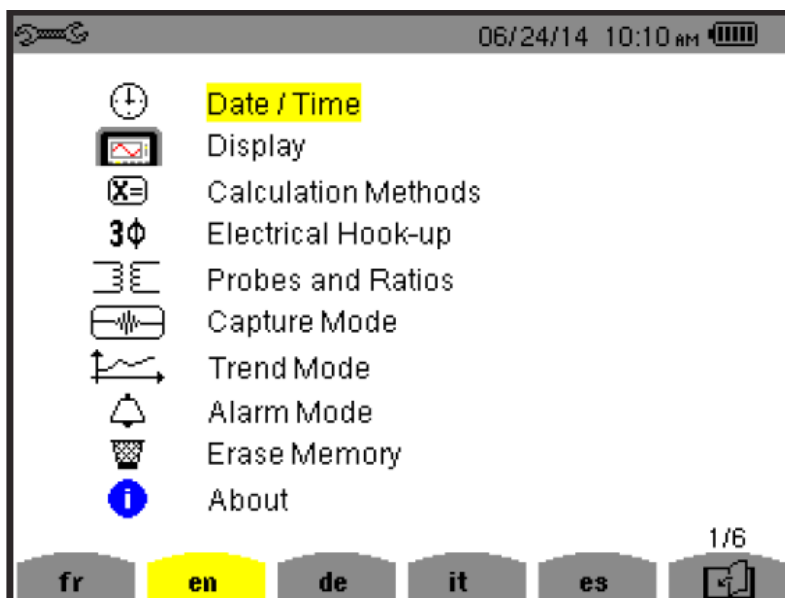 06/24/14 10:10 AM
Date / Time
Display
X= Calculation Methods
3Φ Electrical Hook-up
Probes and Ratios
Capture Mode
Trend Mode
Alarm Mode
Erase Memory
i About
1/6
fr en de it es